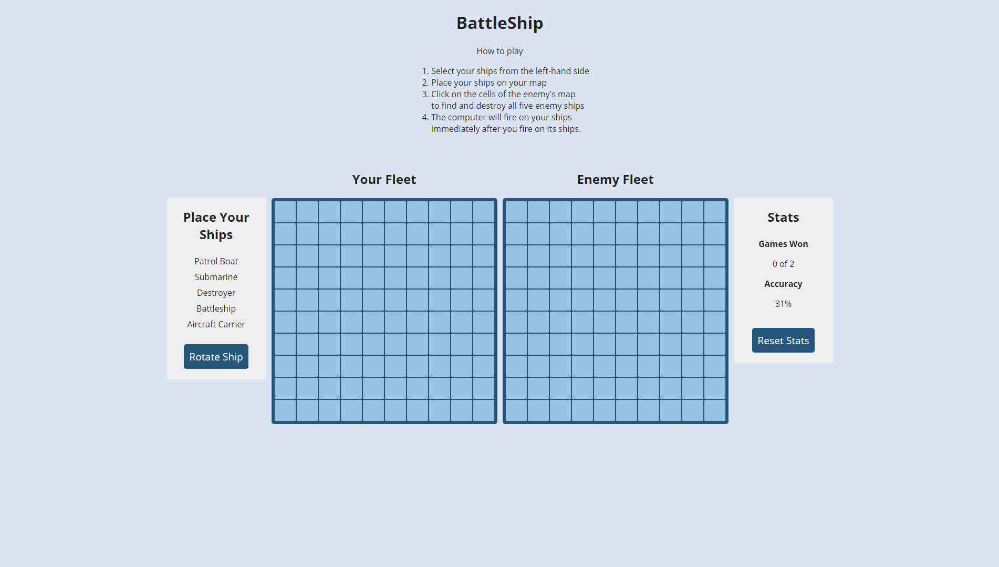 BattleShip
How to play
1. Select your ships from the left-hand side
2. Place your ships on your map
3. Click on the cells of the enemy's map
to find and destroy all five enemy ships
4. The computer will fire on your ships
immediately after you fire on its ships.
Your Fleet
Enemy Fleet
Place Your
Ships
Patrol Boat
Submarine
Destroyer
Battleship
Aircraft Carrier
Rotate Ship
Stats
Games Won
0 of 2
Accuracy
31%
Reset Stats